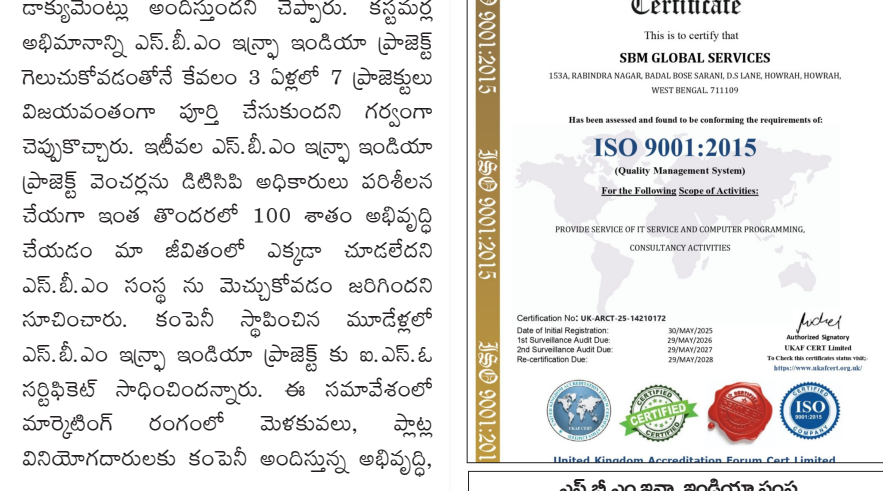 డాక్యుమెంట్లు అందిస్తుందని చెప్పారు. కస్టమర్ల
అభిమానాన్ని ఎస్.బీ.ఎం ఇన్ఫ్రా ఇండియా ప్రాజెక్ట్
గెలుచుకోవడంతోనే కేవలం 3 ఏళ్లలో 7 ప్రాజెక్టులు
విజయవంతంగా పూర్తి చేసుకుందని గర్వంగా
చెప్పుకొచ్చారు. ఇటీవల ఎస్.బీ.ఎం ఇన్ఫ్రా ఇండియా
ప్రాజెక్ట్ వెంచర్లను డిటిసిపి అధికారులు పరిశీలన
చేయగా ఇంత తొందరలో 100 శాతం అభివృద్ధి
చేయడం మా జీవితంలో ఎక్కడా చూడలేదని
ఎస్.బీ.ఎం సంస్థ ను మెచ్చుకోవడం జరిగిందని
సూచించారు. కంపెనీ స్థాపించిన మూడేళ్లలో
ఎస్.బీ.ఎం ఇన్ఫ్రా ఇండియా ప్రాజెక్ట్ కు ఐ.ఎస్.ఓ
సర్టిఫికెట్ సాధించిందన్నారు. ఈ సమావేశంలో
మార్కెటింగ్ రంగంలో మెళకువలు, ప్లాట్ల
వినియోగదారులకు కంపెనీ అందిస్తున్న అభివృద్ధి,
9001:2015
ISO 9001:2015
ISO 9001:201
Certificate
This is to certify that
SBM GLOBAL SERVICES
153A, RABINDRA NAGAR, BADAL BOSE SARANI, D.S LANE, HOWRAH, HOWRAH,
WEST BENGAL. 711109
Has been assessed and found to be conforming the requirements of:
ISO 9001:2015
(Quality Management System)
For the Following Scope of Activities:
PROVIDE SERVICE OF IT SERVICE AND COMPUTER PROGRAMMING,
CONSULTANCY ACTIVITIES
Certification No: UK-ARCT-25-14210172
Date of Initial Registration: 30/MAY/2025
1st Surveillance Audit Due: 29/MAY/2026
2nd Surveillance Audit Due: 29/MAY/2027
Re-certification Due: 29/MAY/2028
Authorized Signatory
UKAF CERT Limited
To Check this certificates status visit:-
https://www.ukafcert.org.uk/
CERTIFIED
CERTIFIED
CERTIFIED
CERTIFIED
CERTIFIED
ISO
9001:2015
COMPANY
United Kingdom Accreditation Forum Cert Limited
ఎస్ బీ ఎం ఇన్ఫ్రా ఇండియా సంస్థ